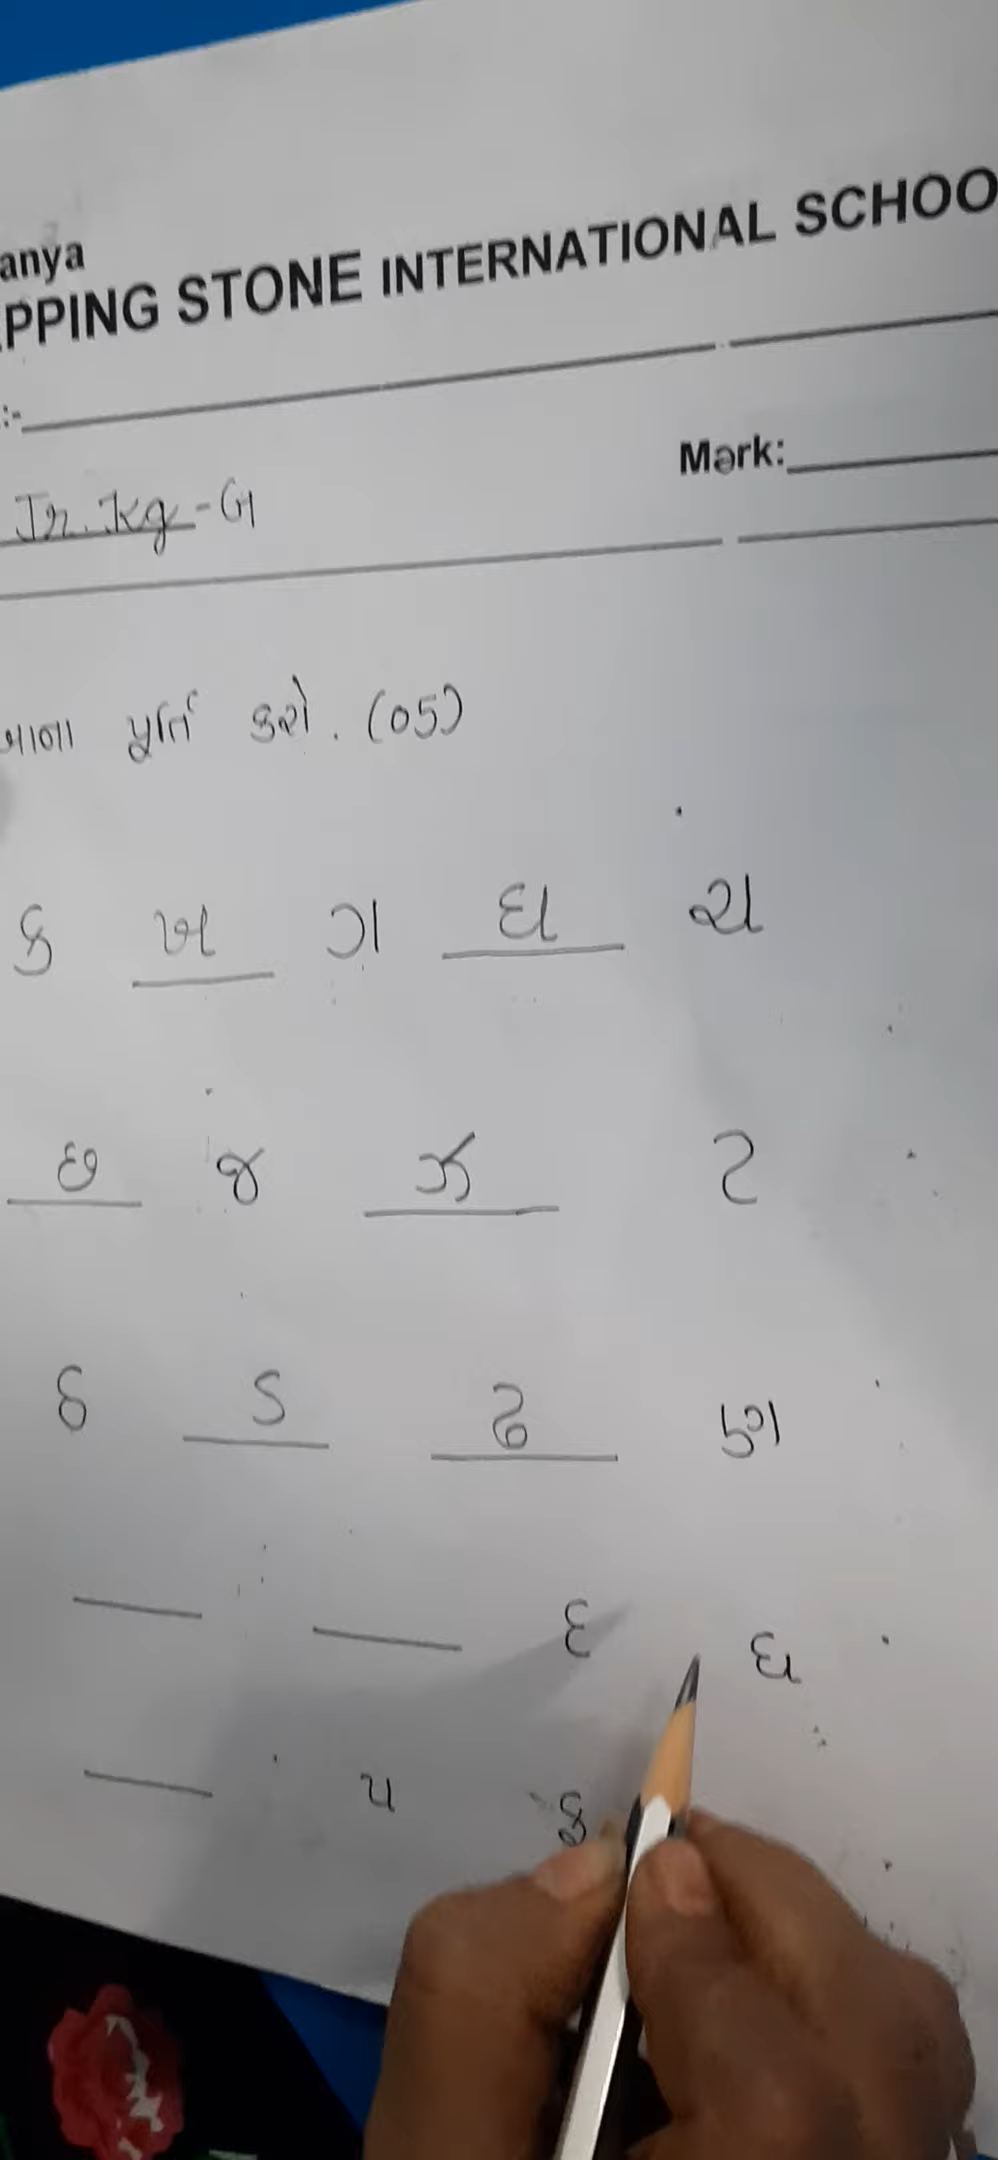 anya
PPING STONE INTERNATIONAL SCHOO
:-
Jr. Kg - G Mark:
પૂર્તિ કરો. (05)
ક ખ ગ ઘ ચ
છ જ ઝ ટ
ઠ ડ ઢ ણ
દ ધ
પ ફ